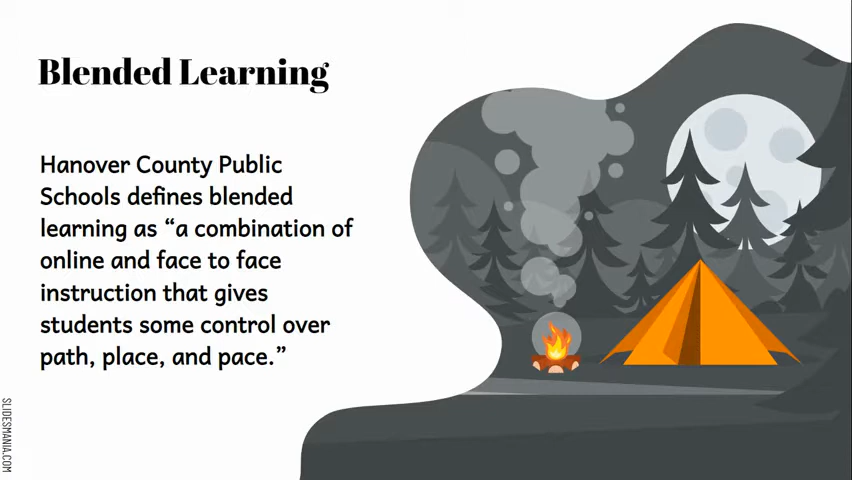 Blended Learning
Hanover County Public
Schools defines blended
learning as “a combination of
online and face to face
instruction that gives
students some control over
path, place, and pace.”
SLIDESMANIA.COM